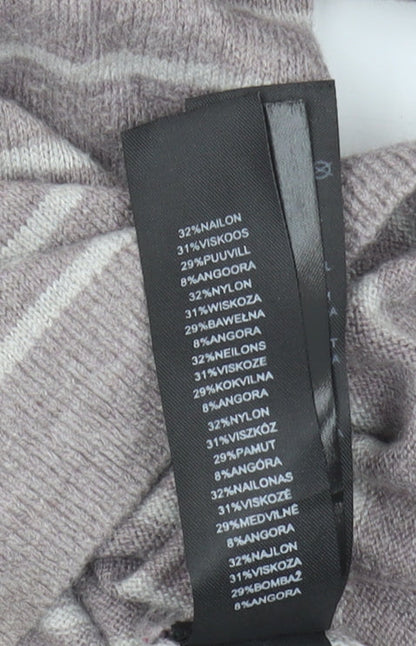 32%NAILON
31%VISKOOS
29%PUUVILL
8%ANGOORA
32%NYLON
31%WISKOZA
29%BAWEŁNA
8%ANGORA
32%NEILONS
31%VISKOZE
29%KOKVILNA
8%ANGORA
32%NYLON
31%VISZKÓZ
29%PAMUT
8%ANGÓRA
32%NAILONAS
31%VISKOZĖ
29%MEDVILNĖ
8%ANGORA
32%NAJLON
31%VISKOZA
29%BOMBAŽ
8%ANGORA